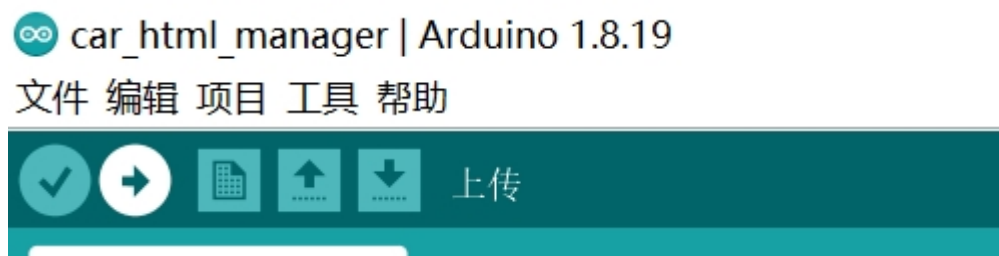 car_html_manager | Arduino 1.8.19
文件 编辑 项目 工具 帮助
上传